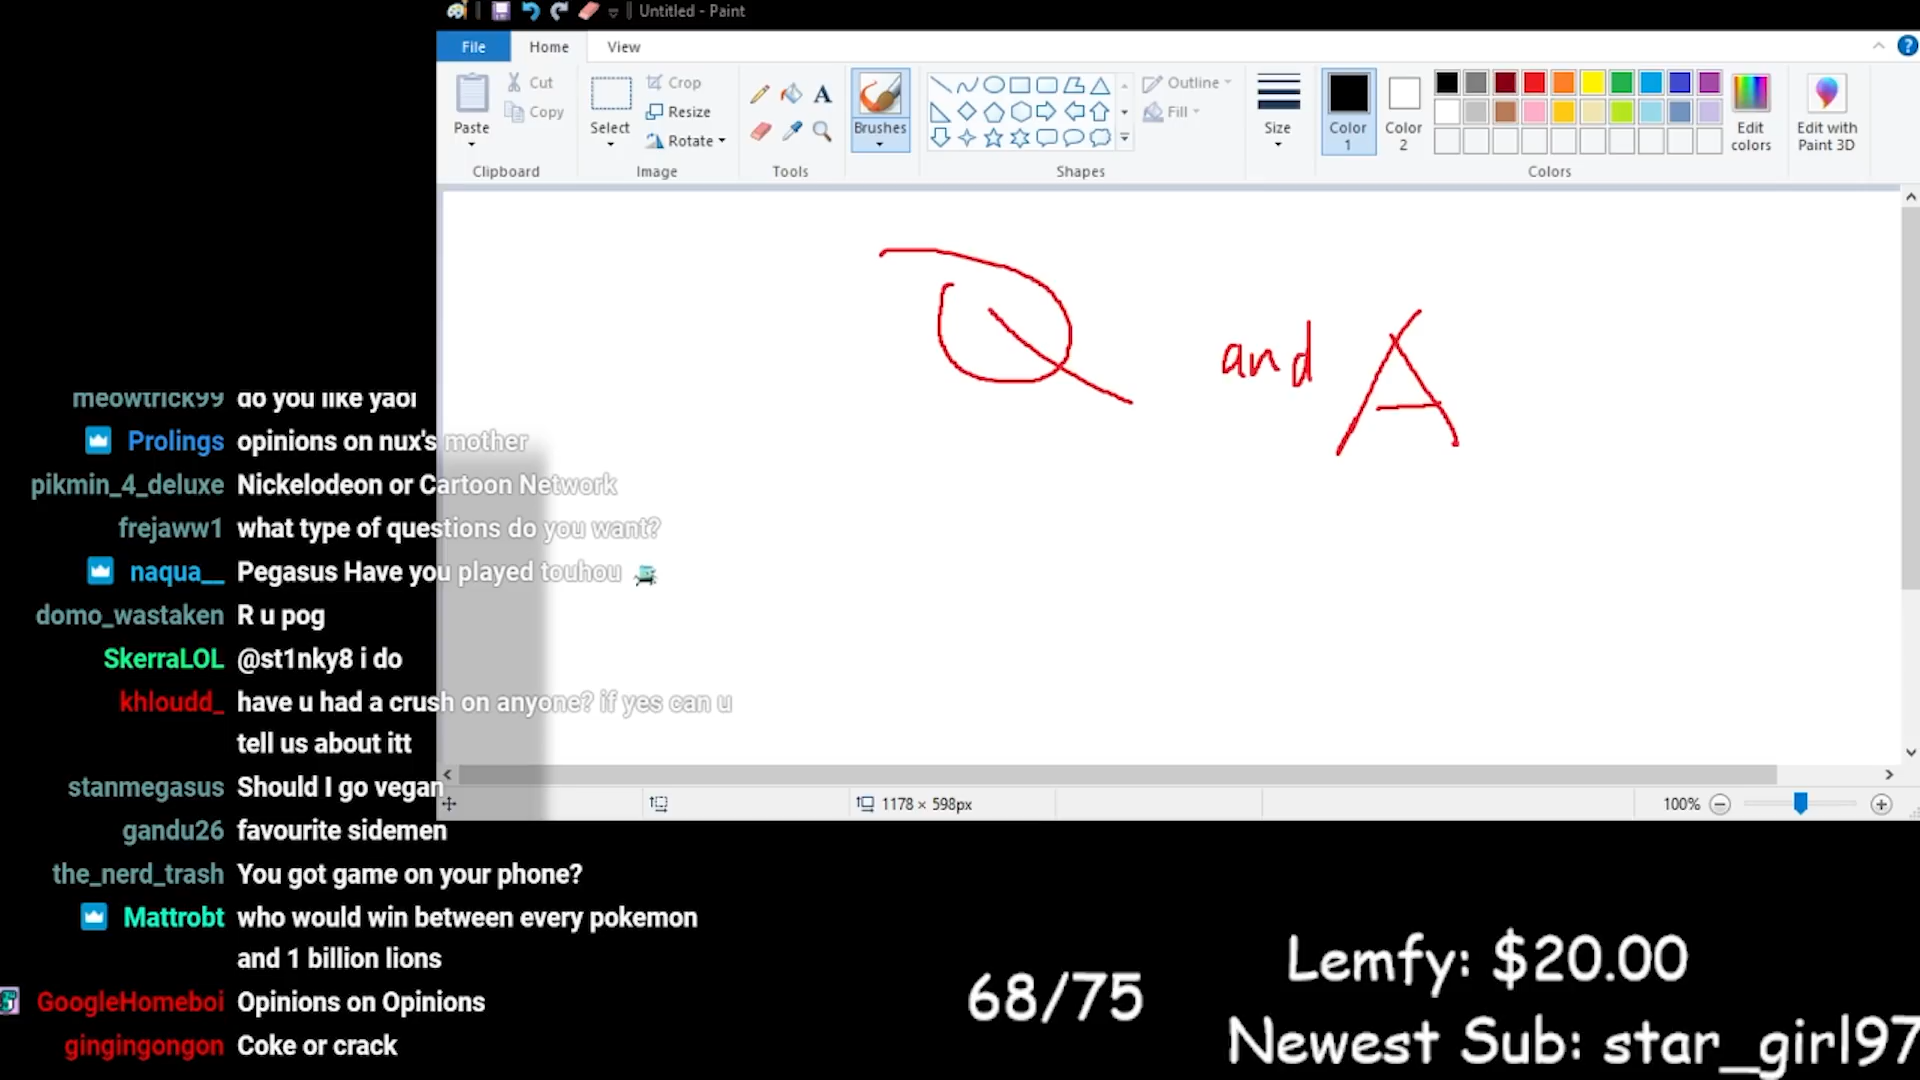 Untitled - Paint
File Home View
Cut
Copy
Paste
Clipboard
Select
Crop
Resize
Rotate
Image
A
Tools
Brushes
Shapes
Outline
Fill
Size
Color 1
Color 2
Edit colors
Edit with Paint 3D
Colors
Q and A
meowtrick99 do you like yaoi
Prolings opinions on nux's mother
pikmin_4_deluxe Nickelodeon or Cartoon Network
frejaww1 what type of questions do you want?
naqua__ Pegasus Have you played touhou
domo_wastaken R u pog
SkerraLOL @st1nky8 i do
khloudd_ have u had a crush on anyone? if yes can u
tell us about itt
stanmegasus Should I go vegan
1178 × 598px 100%
gandu26 favourite sidemen
the_nerd_trash You got game on your phone?
Mattrobt who would win between every pokemon
and 1 billion lions
GoogleHomeboi Opinions on Opinions
gingingongon Coke or crack
68/75
Lemfy: $20.00
Newest Sub: star_girl97